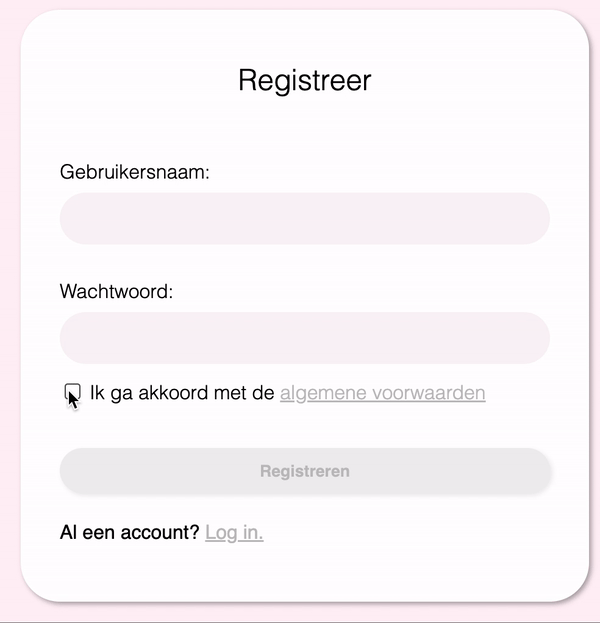 Registreer
Gebruikersnaam:
Wachtwoord:
Ik ga akkoord met de algemene voorwaarden
Registreren
Al een account? Log in.